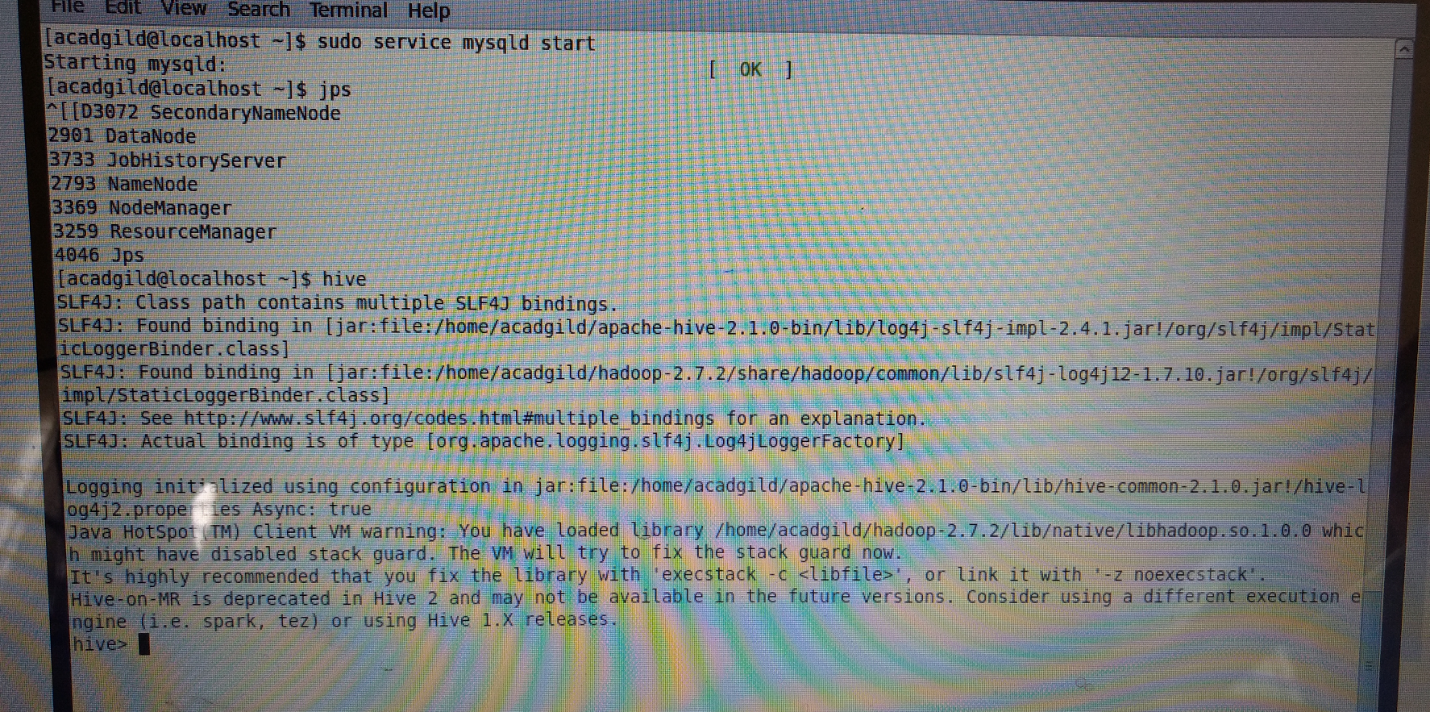 File Edit View Search Terminal Help
[acadgild@localhost ~]$ sudo service mysqld start
Starting mysqld: [ OK ]
[acadgild@localhost ~]$ jps
^[[D3072 SecondaryNameNode
2901 DataNode
3733 JobHistoryServer
2793 NameNode
3369 NodeManager
3259 ResourceManager
4046 Jps
[acadgild@localhost ~]$ hive
SLF4J: Class path contains multiple SLF4J bindings.
SLF4J: Found binding in [jar:file:/home/acadgild/apache-hive-2.1.0-bin/lib/log4j-slf4j-impl-2.4.1.jar!/org/slf4j/impl/Stat
icLoggerBinder.class]
SLF4J: Found binding in [jar:file:/home/acadgild/hadoop-2.7.2/share/hadoop/common/lib/slf4j-log4j12-1.7.10.jar!/org/slf4j/
impl/StaticLoggerBinder.class]
SLF4J: See http://www.slf4j.org/codes.html#multiple_bindings for an explanation.
SLF4J: Actual binding is of type [org.apache.logging.slf4j.Log4jLoggerFactory]
Logging initialized using configuration in jar:file:/home/acadgild/apache-hive-2.1.0-bin/lib/hive-common-2.1.0.jar!/hive-l
og4j2.properties Async: true
Java HotSpot(TM) Client VM warning: You have loaded library /home/acadgild/hadoop-2.7.2/lib/native/libhadoop.so.1.0.0 whic
h might have disabled stack guard. The VM will try to fix the stack guard now.
It's highly recommended that you fix the library with 'execstack -c <libfile>', or link it with '-z noexecstack'.
Hive-on-MR is deprecated in Hive 2 and may not be available in the future versions. Consider using a different execution e
ngine (i.e. spark, tez) or using Hive 1.X releases.
hive>